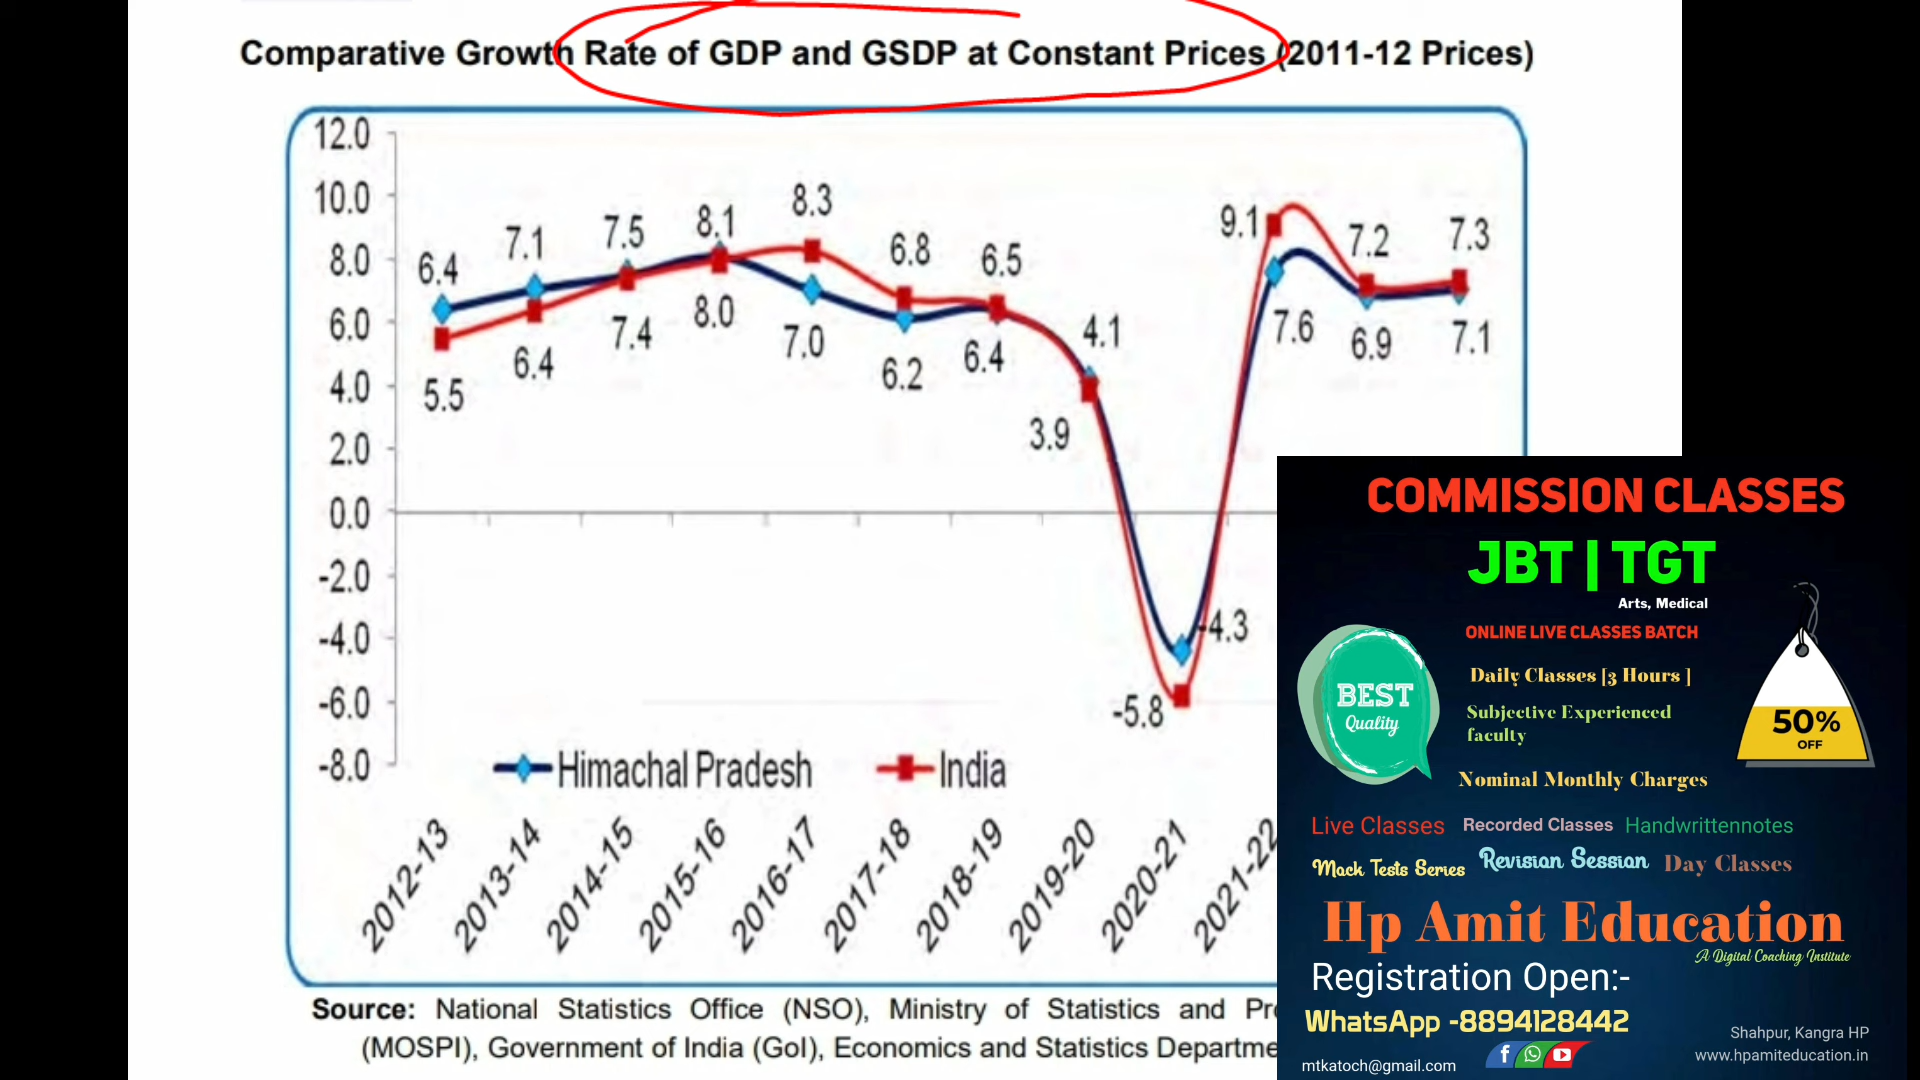 Comparative Growth Rate of GDP and GSDP at Constant Prices (2011-12 Prices)
12.0
10.0
8.0
6.0
4.0
2.0
0.0
-2.0
-4.0
-6.0
-8.0
6.4 7.1 7.5 8.1 8.3 6.8 6.5 4.1 9.1 7.2 7.3
5.5 6.4 7.4 8.0 7.0 6.2 6.4 3.9 7.6 6.9 7.1
-4.3
-5.8
Himachal Pradesh India
2012-13 2013-14 2014-15 2015-16 2016-17 2017-18 2018-19 2019-20 2020-21 2021-22
Source: National Statistics Office (NSO), Ministry of Statistics and
(MOSPI), Government of India (GoI), Economics and Statistics
COMMISSION CLASSES
JBT | TGT
Arts, Medical
ONLINE LIVE CLASSES BATCH
Daily Classes [3 Hours ]
Subjective Experienced
faculty
Nominal Monthly Charges
BEST
Quality
50%
OFF
Live Classes Recorded Classes Handwrittennotes
Mock Tests Series Revision Session Day Classes
Hp Amit Education
A Digital Coaching Institute
Registration Open:-
WhatsApp -8894128442
Shahpur, Kangra HP
www.hpamiteducation.in
mtkatoch@gmail.com